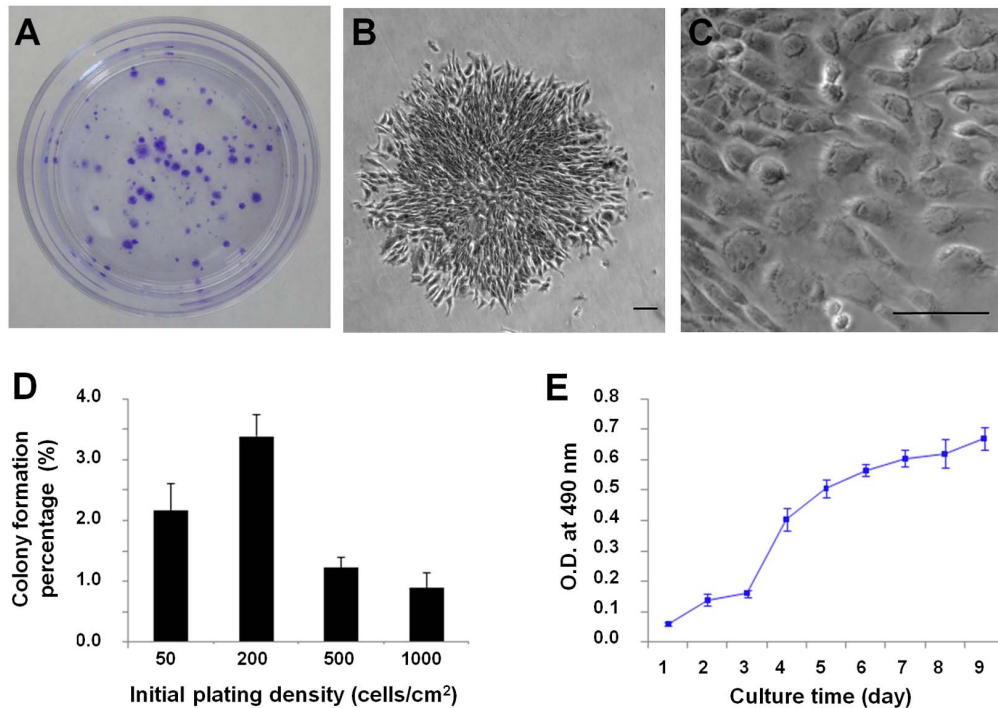 A
B
C
D
4.0
3.0
2.0
1.0
0.0
Colony formation
percentage (%)
50 200 500 1000
Initial plating density (cells/cm²)
E
0.8
0.7
0.6
0.5
0.4
0.3
0.2
0.1
0.0
O.D. at 490 nm
1 2 3 4 5 6 7 8 9
Culture time (day)